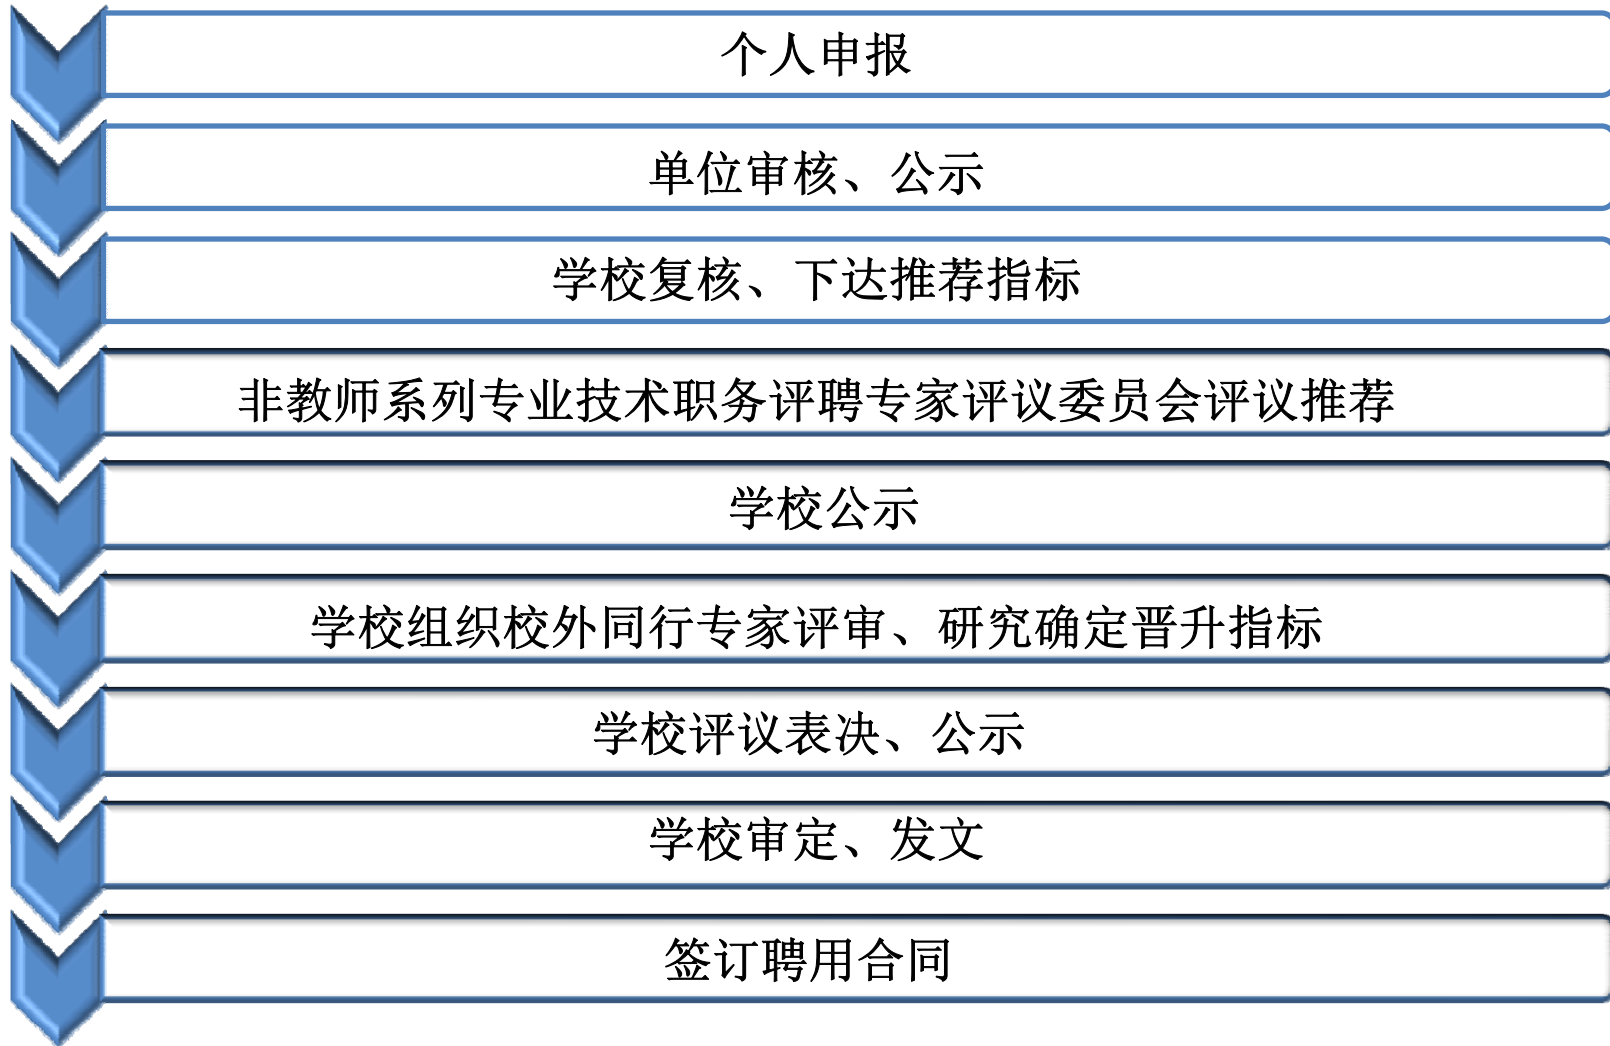 个人申报
单位审核、公示
学校复核、下达推荐指标
非教师系列专业技术职务评聘专家评议委员会评议推荐
学校公示
学校组织校外同行专家评审、研究确定晋升指标
学校评议表决、公示
学校审定、发文
签订聘用合同